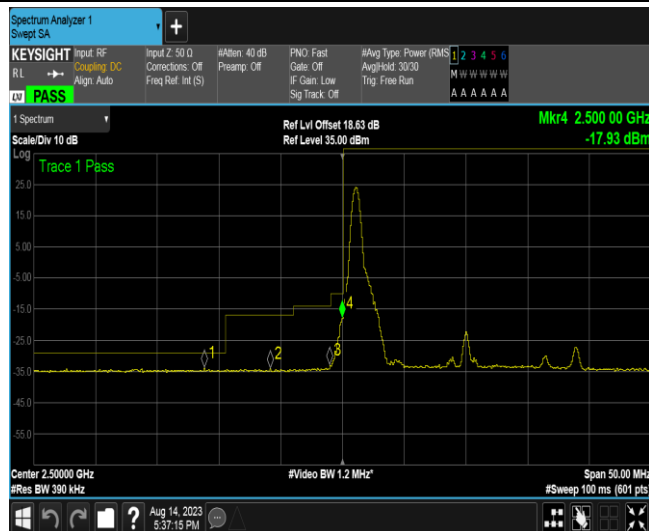 Spectrum Analyzer 1
Swept SA
+
KEYSIGHT
Input: RF
Coupling: DC
Align: Auto
Input Z: 50 Ω
Corrections: Off
Freq Ref: Int (S)
#Atten: 40 dB
Preamp: Off
PNO: Fast
Gate: Off
IF Gain: Low
Sig Track: Off
#Avg Type: Power (RMS
Avg|Hold: 30/30
Trig: Free Run
1 2 3 4 5 6
M W W W W W
A A A A A A
R L
LXI
PASS
1 Spectrum
Ref Lvl Offset 18.63 dB
Mkr4 2.500 00 GHz
Scale/Div 10 dB
Ref Level 35.00 dBm
-17.93 dBm
Log
Trace 1 Pass
25.0
15.0
5.00
-5.00
-15.0
-25.0
-35.0
-45.0
-55.0
1
2
3
4
Center 2.50000 GHz
#Video BW 1.2 MHz*
Span 50.00 MHz
#Res BW 390 kHz
#Sweep 100 ms (601 pts)
?
Aug 14, 2023
5:37:15 PM